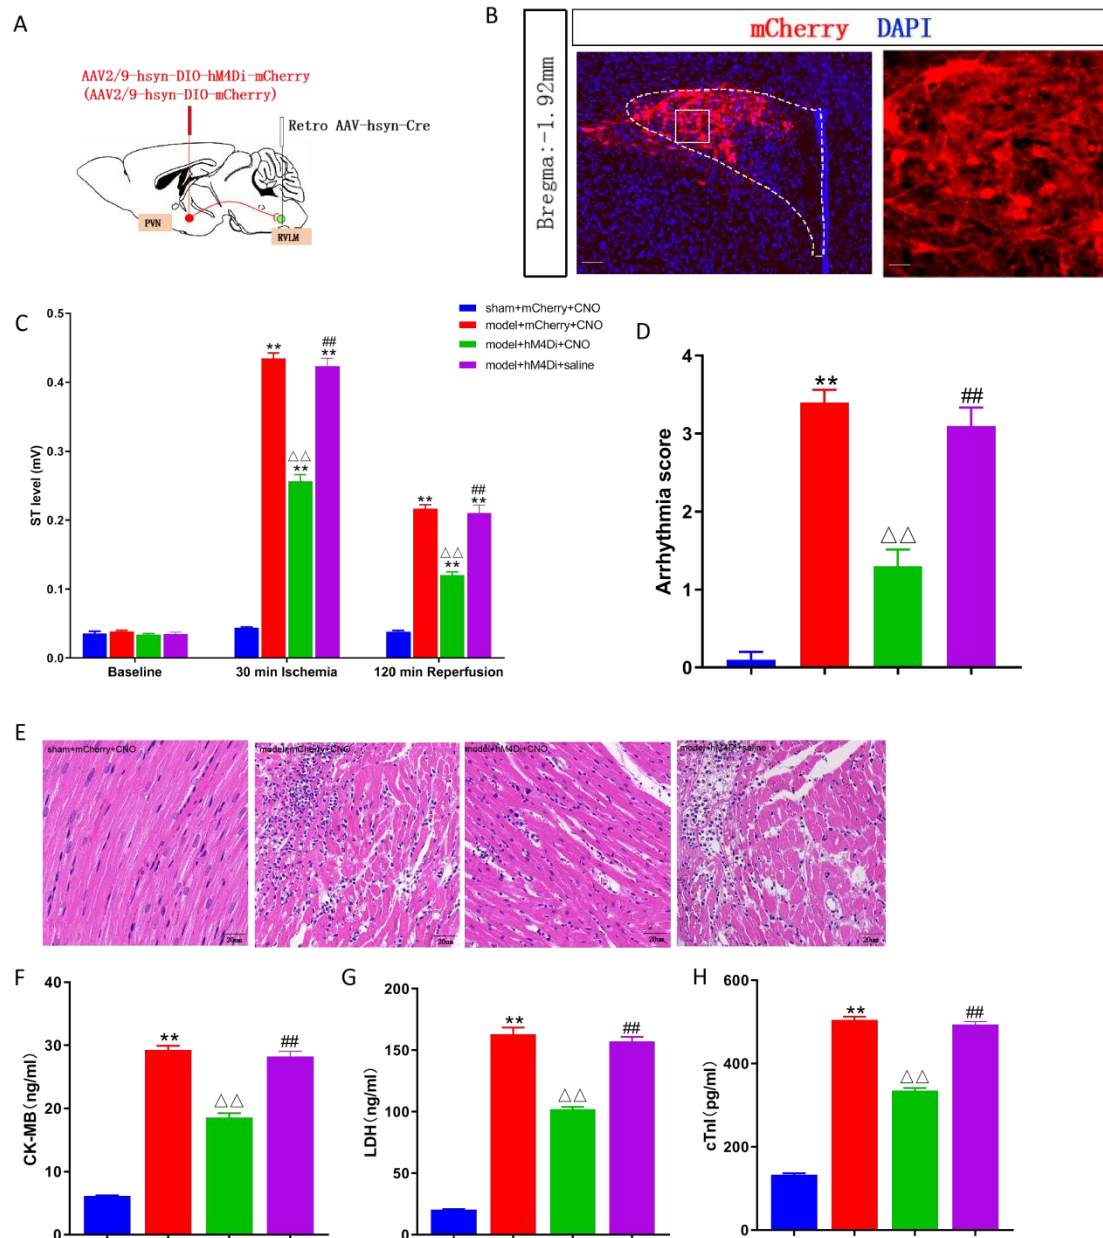 A
AAV2/9-hsyn-DIO-hM4Di-mCherry
(AAV2/9-hsyn-DIO-mCherry)
Retro AAV-hsyn-Cre
PVN
RVLM
B
mCherry DAPI
Bregma:-1.92mm
C
sham+mCherry+CNO
model+mCherry+CNO
model+hM4Di+CNO
model+hM4Di+saline
ST level (mV)
0.5
0.4
0.3
0.2
0.1
0.0
**
△△
**
##
**
**
△△
**
##
**
Baseline
30 min Ischemia
120 min Reperfusion
D
Arrhythmia score
4
3
2
1
0
**
△△
##
E
sham+mCherry+CNO
model+mCherry+CNO
model+hM4Di+CNO
model+hM4Di+saline
20um
20um
20um
20um
F
CK-MB(ng/ml)
40
30
20
10
0
**
△△
##
G
LDH(ng/ml)
200
150
100
50
0
**
△△
##
H
cTnI(pg/ml)
600
400
200
0
**
△△
##